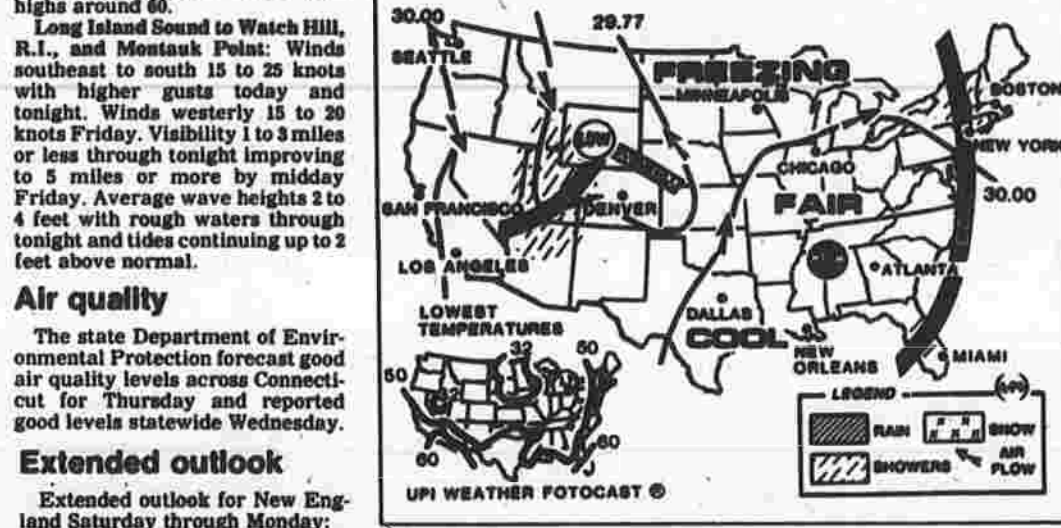 highs around 60.
Long Island Sound to Watch Hill,
R.I., and Montauk Point: Winds
southeast to south 15 to 25 knots
with higher gusts today and
tonight. Winds westerly 15 to 20
knots Friday. Visibility 1 to 3 miles
or less through tonight improving
to 5 miles or more by midday
Friday. Average wave heights 2 to
4 feet with rough waters through
tonight and tides continuing up to 2
feet above normal.
Air quality
The state Department of Envir-
onmental Protection forecast good
air quality levels across Connecti-
cut for Thursday and reported
good levels statewide Wednesday.
Extended outlook
Extended outlook for New Eng-
land Saturday through Monday:
30.00
29.77
SEATTLE
FREEZING
MINNEAPOLIS
BOSTON
LOW
NEW YORK
CHICAGO
30.00
SAN FRANCISCO
DENVER
FAIR
LOS ANGELES
ATLANTA
LOWEST
TEMPERATURES
DALLAS
COOL
NEW
ORLEANS
MIAMI
32
50
50
32
60
60
LEGEND
UPI
RAIN
SNOW
SHOWERS
AIR
FLOW
UPI WEATHER FOTOCAST ®